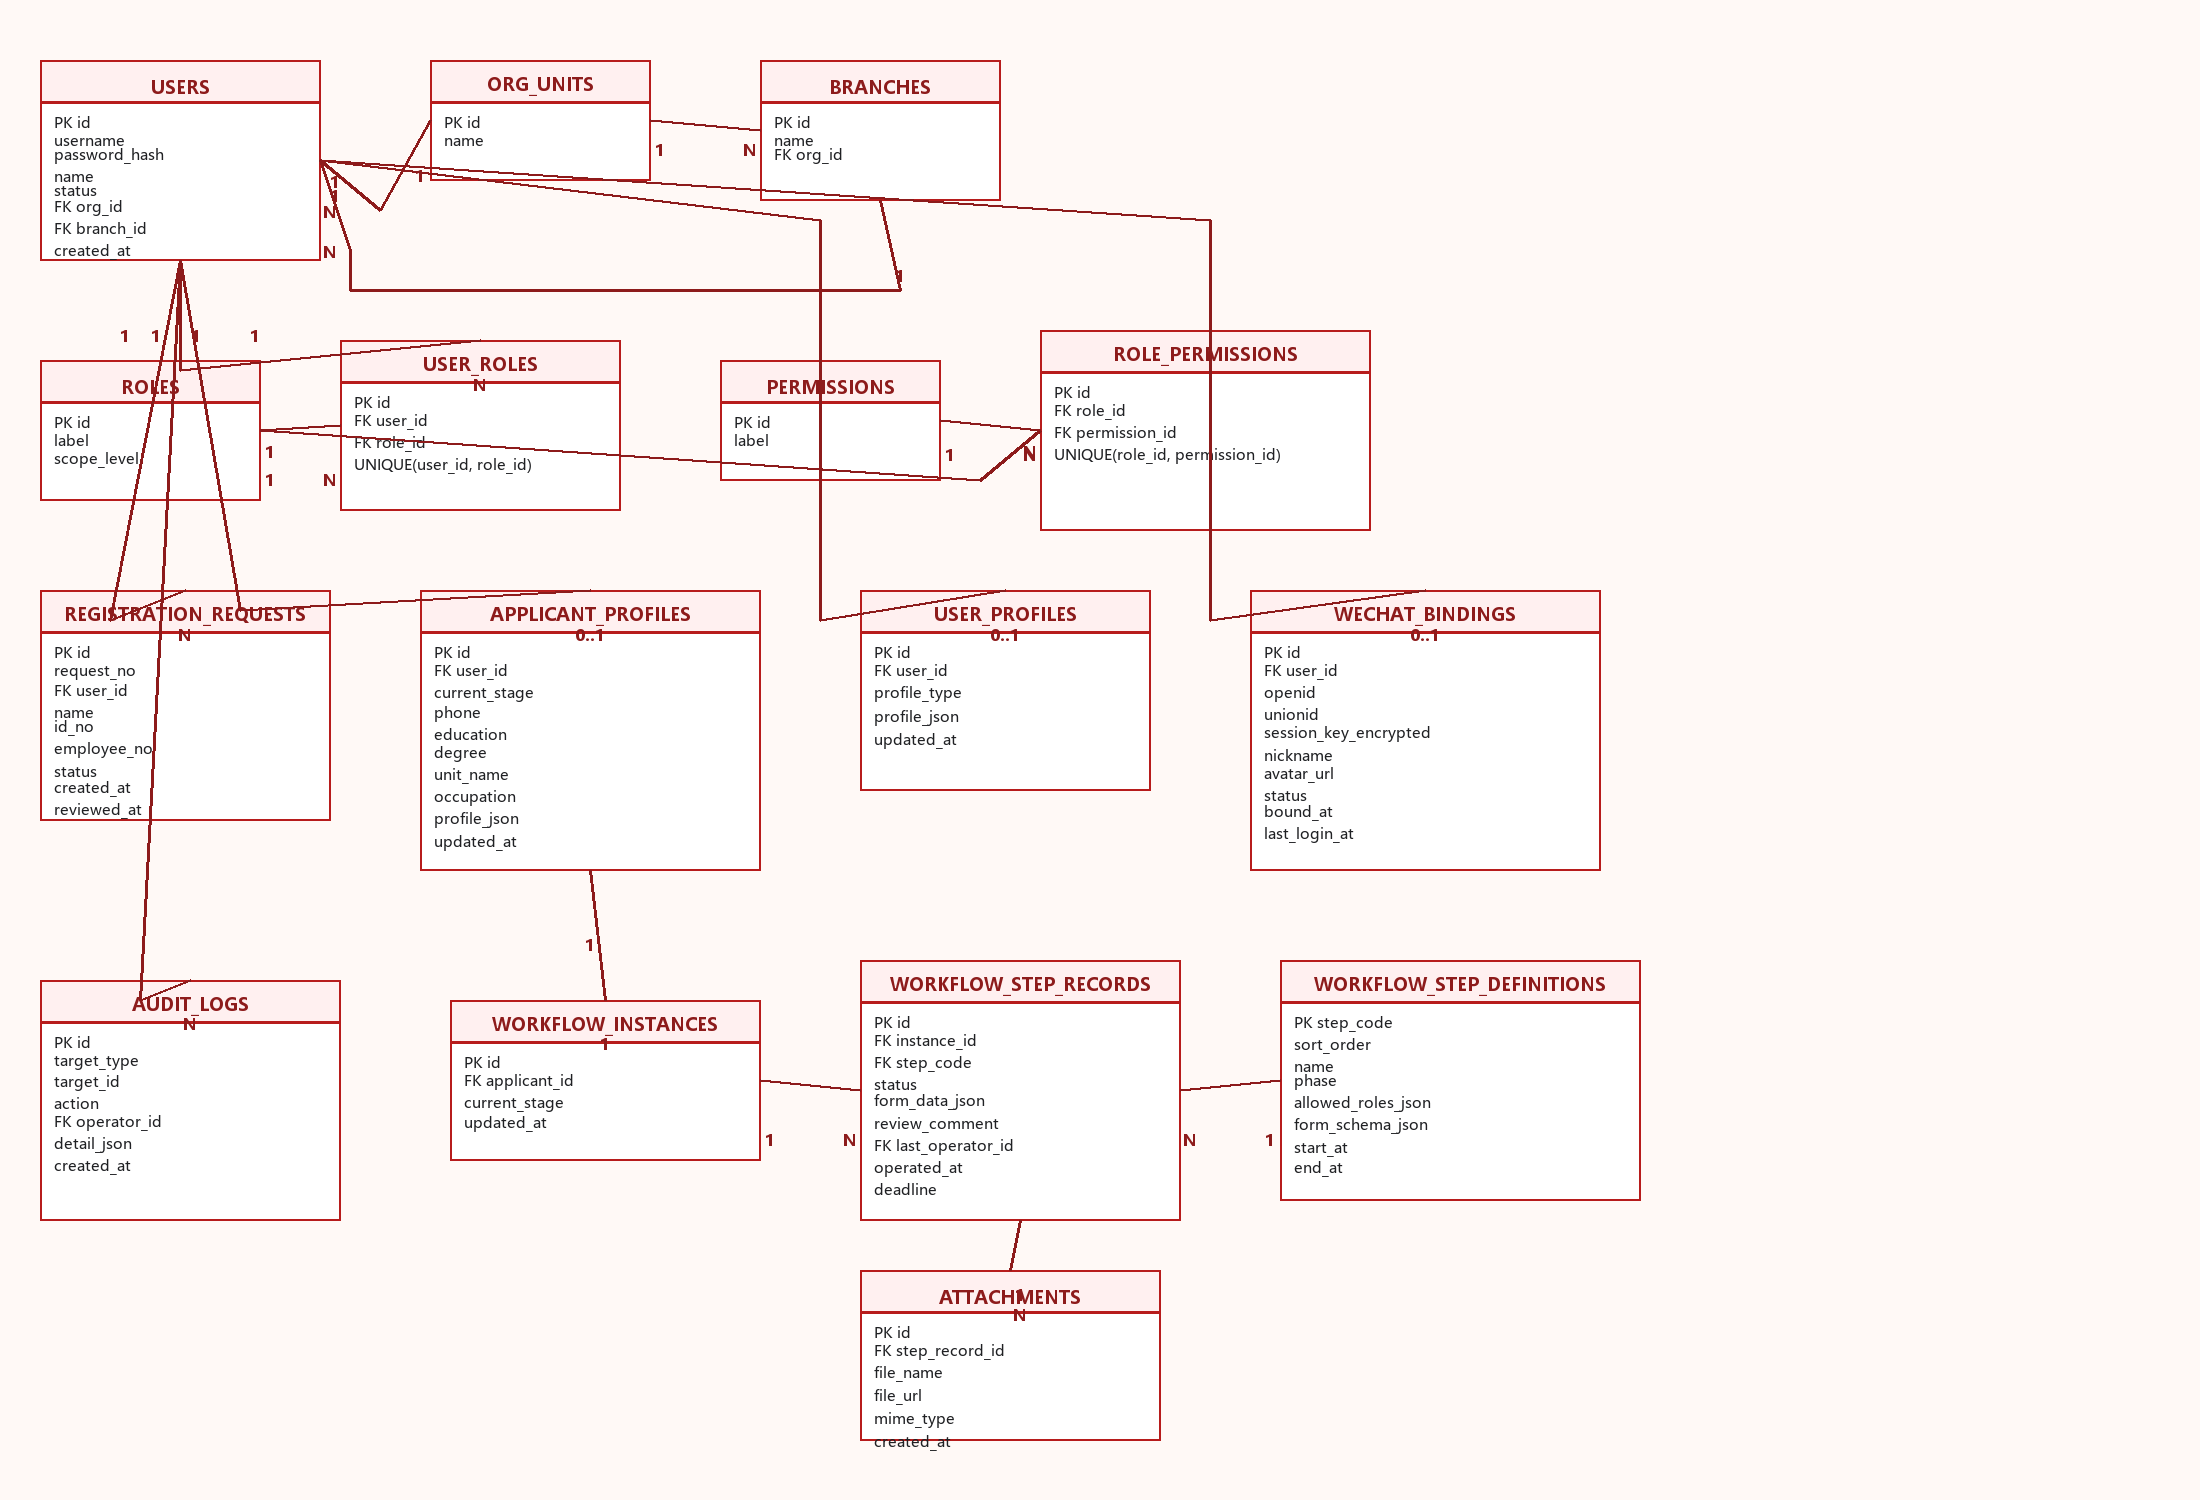 USERS
PK id
username
password_hash
name
status
FK org_id
FK branch_id
created_at
ORG_UNITS
PK id
name
BRANCHES
PK id
name
FK org_id
1
N
1
1
1
N
N
1
1
1
1
1
ROLES
PK id
label
scope_level
1
1
N
USER_ROLES
N
PK id
FK user_id
FK role_id
UNIQUE(user_id, role_id)
PERMISSIONS
PK id
label
1
N
ROLE_PERMISSIONS
PK id
FK role_id
FK permission_id
UNIQUE(role_id, permission_id)
REGISTRATION_REQUESTS
N
PK id
request_no
FK user_id
name
id_no
employee_no
status
created_at
reviewed_at
APPLICANT_PROFILES
0..1
PK id
FK user_id
current_stage
phone
education
degree
unit_name
occupation
profile_json
updated_at
USER_PROFILES
0..1
PK id
FK user_id
profile_type
profile_json
updated_at
WECHAT_BINDINGS
0..1
PK id
FK user_id
openid
unionid
session_key_encrypted
nickname
avatar_url
status
bound_at
last_login_at
AUDIT_LOGS
N
PK id
target_type
target_id
action
FK operator_id
detail_json
created_at
1
WORKFLOW_INSTANCES
1
PK id
FK applicant_id
current_stage
updated_at
1
N
WORKFLOW_STEP_RECORDS
PK id
FK instance_id
FK step_code
status
form_data_json
review_comment
FK last_operator_id
operated_at
deadline
N
1
WORKFLOW_STEP_DEFINITIONS
PK step_code
sort_order
name
phase
allowed_roles_json
form_schema_json
start_at
end_at
ATTACHMENTS
1
N
PK id
FK step_record_id
file_name
file_url
mime_type
created_at